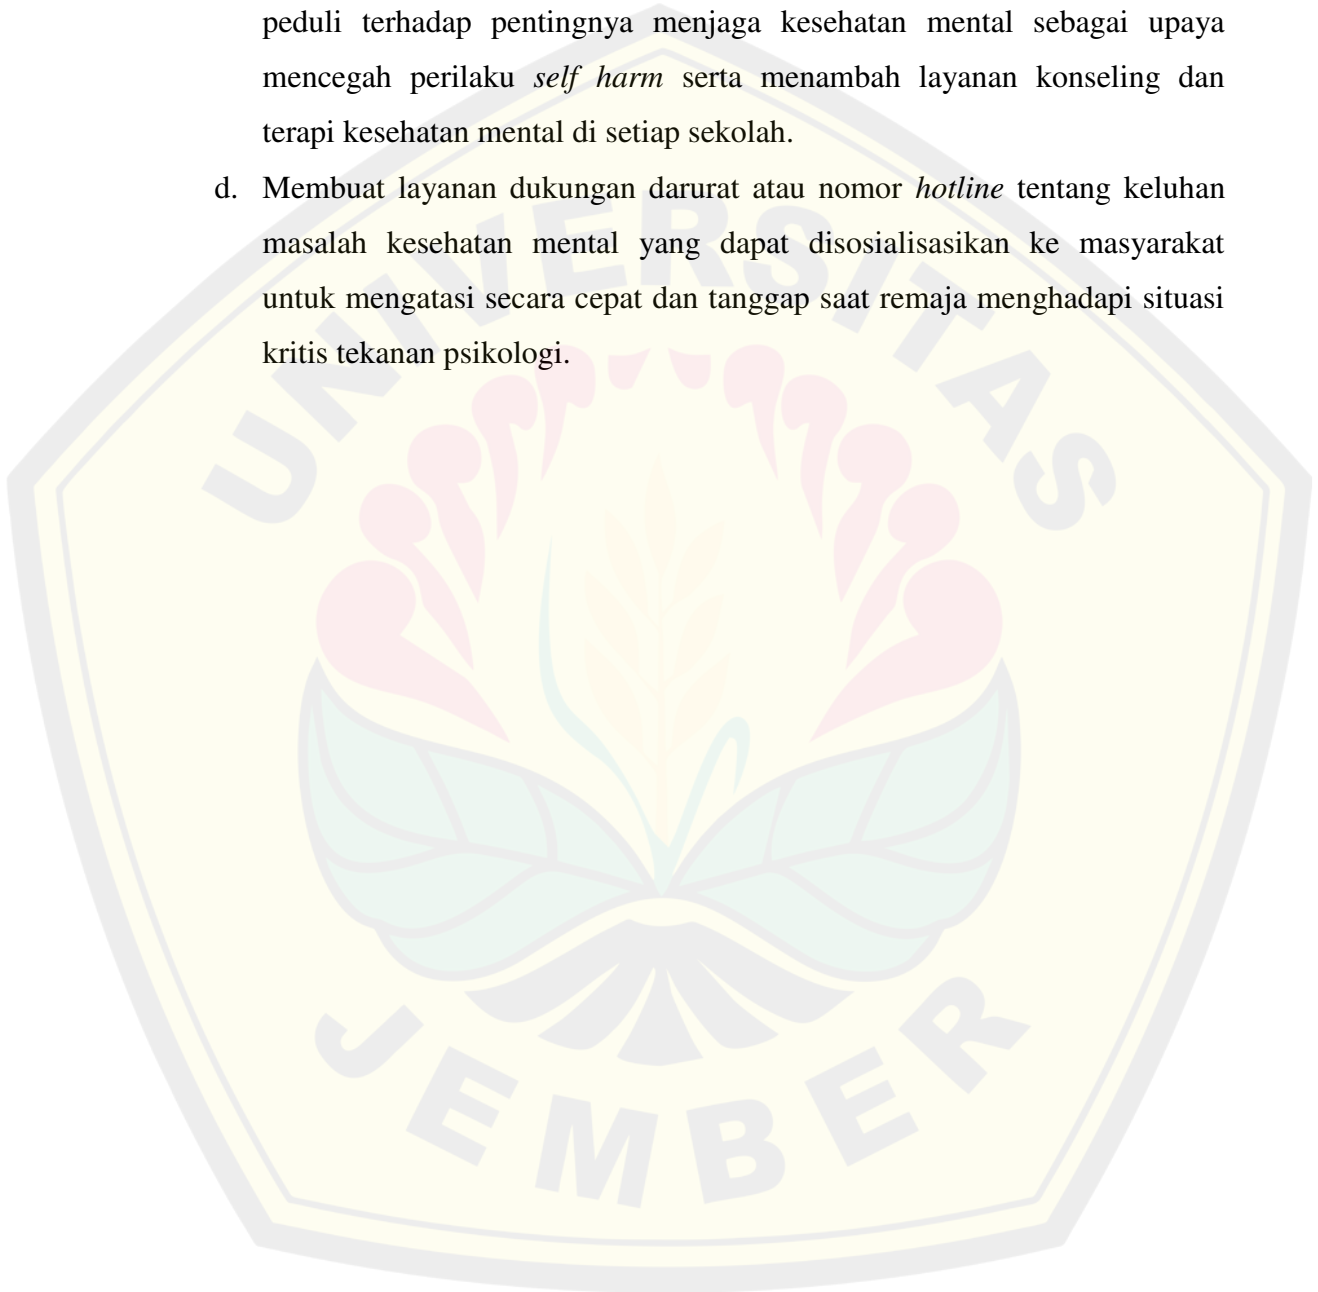 peduli terhadap pentingnya menjaga kesehatan mental sebagai upaya
mencegah perilaku self harm serta menambah layanan konseling dan
terapi kesehatan mental di setiap sekolah.
d. Membuat layanan dukungan darurat atau nomor hotline tentang keluhan
masalah kesehatan mental yang dapat disosialisasikan ke masyarakat
untuk mengatasi secara cepat dan tanggap saat remaja menghadapi situasi
kritis tekanan psikologi.
UNIVERSITAS
JEMBER